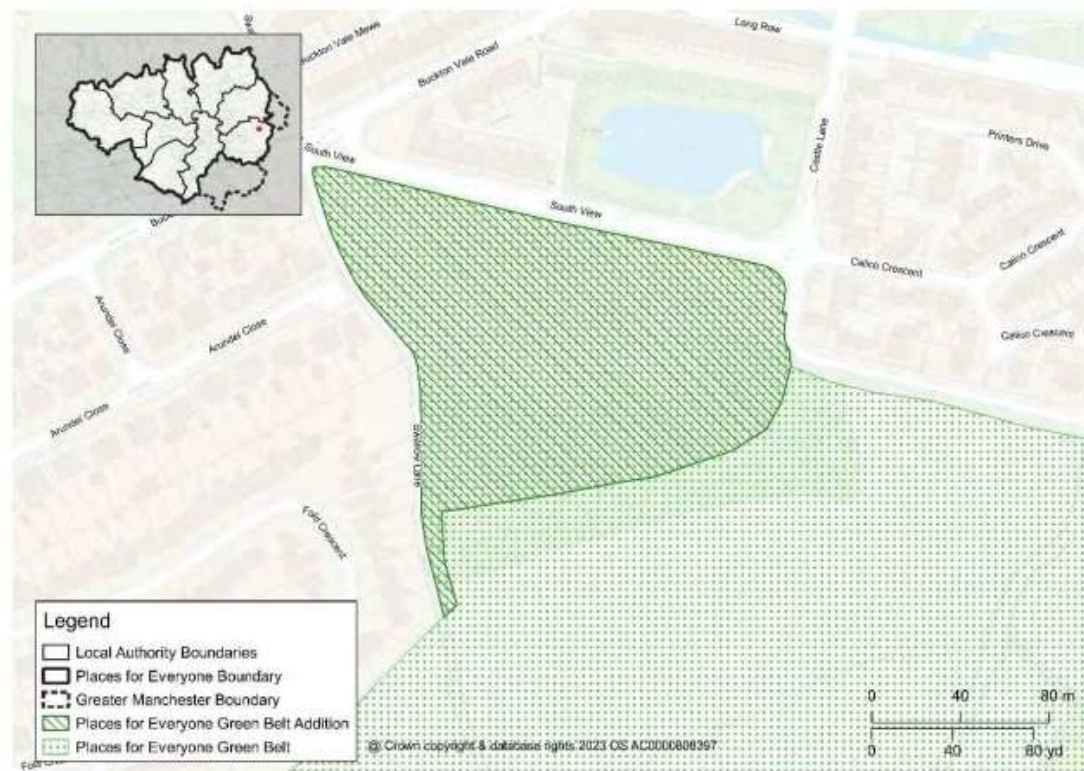 Long Row
Buckton Vale Mews
Buckton Vale Road
Castle Lane
Printers Drive
South View
South View
Calico Crescent
Calico Crescent
Calico Crescent
Arundel Close
Arundel Close
Arundel Close
Swallow Lane
Fold Crescent
Legend
Local Authority Boundaries
Places for Everyone Boundary
Greater Manchester Boundary
Places for Everyone Green Belt Addition
Places for Everyone Green Belt
@ Crown copyright & database rights 2023 OS AC0000808397
0 40 80 m
0 40 80 yd